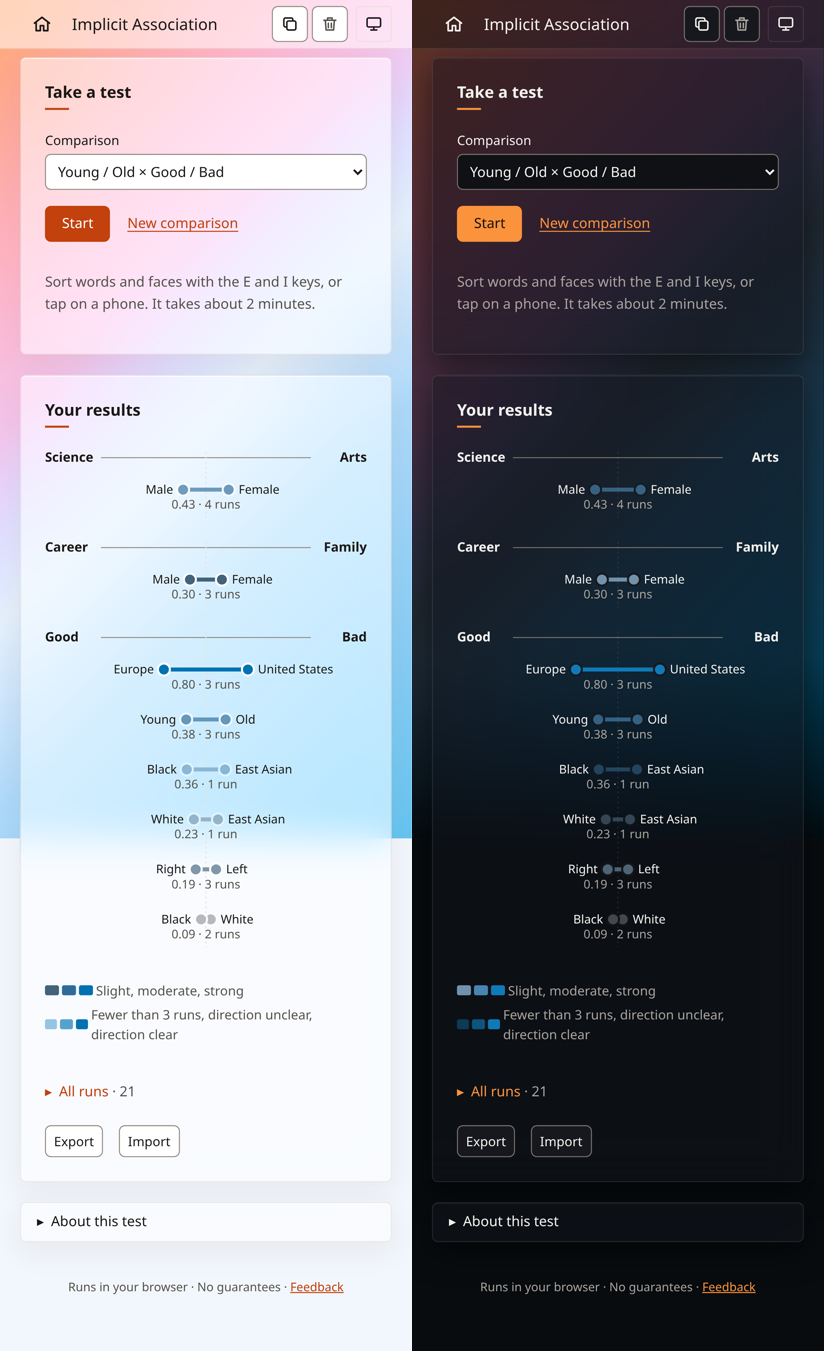 Implicit Association
Take a test
Comparison
Young / Old × Good / Bad
Start
New comparison
Sort words and faces with the E and I keys, or
tap on a phone. It takes about 2 minutes.
Your results
Science
Arts
Male
Female
0.43 · 4 runs
Career
Family
Male
Female
0.30 · 3 runs
Good
Bad
Europe
United States
0.80 · 3 runs
Young
Old
0.38 · 3 runs
Black
East Asian
0.36 · 1 run
White
East Asian
0.23 · 1 run
Right
Left
0.19 · 3 runs
Black
White
0.09 · 2 runs
Slight, moderate, strong
Fewer than 3 runs, direction unclear,
direction clear
▸ All runs · 21
Export
Import
▸ About this test
Runs in your browser · No guarantees · Feedback
Implicit Association
Take a test
Comparison
Young / Old × Good / Bad
Start
New comparison
Sort words and faces with the E and I keys, or
tap on a phone. It takes about 2 minutes.
Your results
Science
Arts
Male
Female
0.43 · 4 runs
Career
Family
Male
Female
0.30 · 3 runs
Good
Bad
Europe
United States
0.80 · 3 runs
Young
Old
0.38 · 3 runs
Black
East Asian
0.36 · 1 run
White
East Asian
0.23 · 1 run
Right
Left
0.19 · 3 runs
Black
White
0.09 · 2 runs
Slight, moderate, strong
Fewer than 3 runs, direction unclear,
direction clear
▸ All runs · 21
Export
Import
▸ About this test
Runs in your browser · No guarantees · Feedback